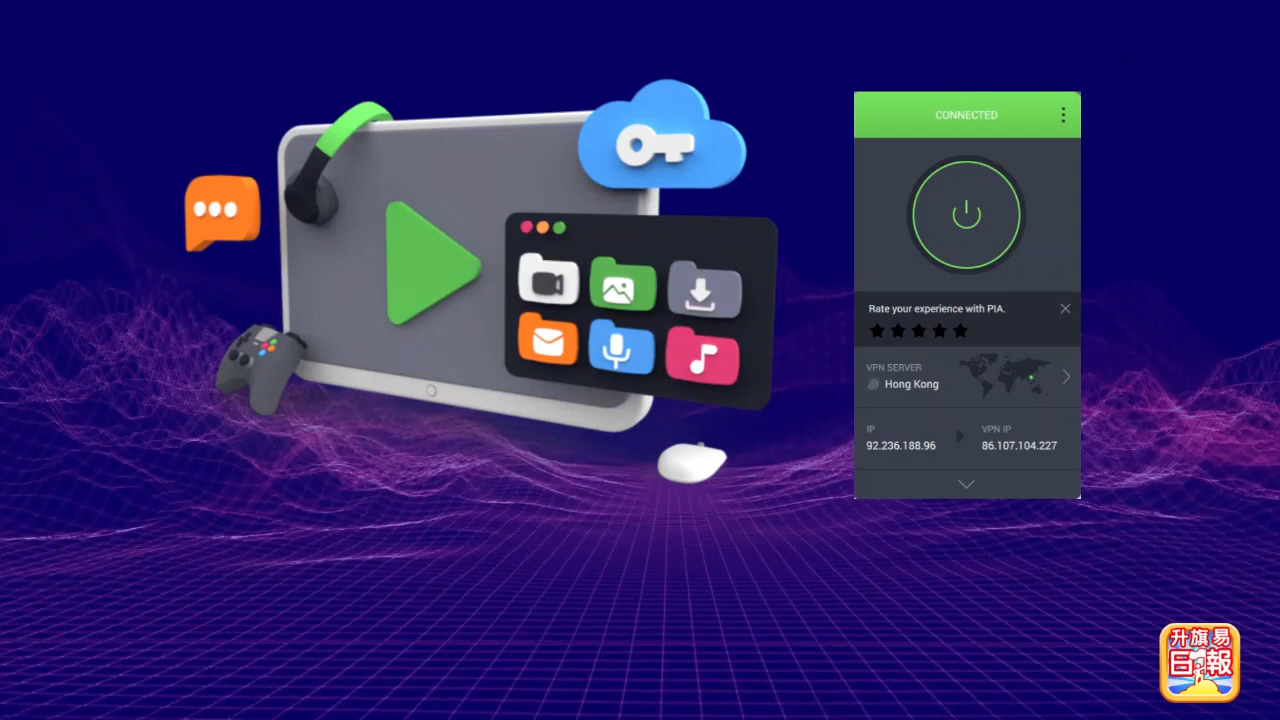 CONNECTED
Rate your experience with PIA.
VPN SERVER
Hong Kong
IP
92.236.188.96
VPN IP
86.107.104.227
升旗易
日報